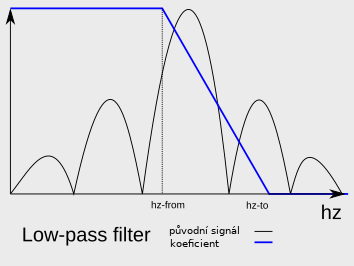 hz-from hz-to
hz
Low-pass filter
původní signál
koeficient